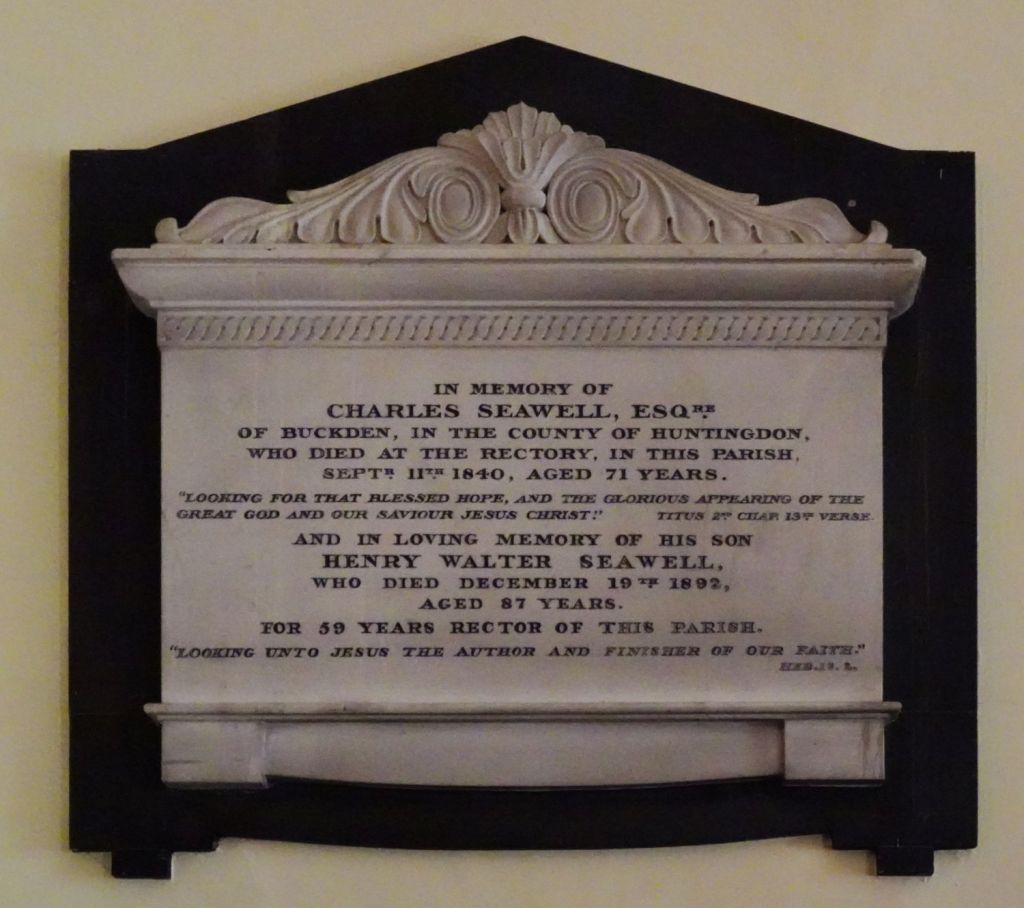 IN MEMORY OF
CHARLES SEAWELL, ESQRE
OF BUCKDEN, IN THE COUNTY OF HUNTINGDON,
WHO DIED AT THE RECTORY, IN THIS PARISH,
SEPTR 11TH 1840, AGED 71 YEARS.
"LOOKING FOR THAT BLESSED HOPE, AND THE GLORIOUS APPEARING OF THE
GREAT GOD AND OUR SAVIOUR JESUS CHRIST." TITUS 2ND CHAP. 13TH VERSE.
AND IN LOVING MEMORY OF HIS SON
HENRY WALTER SEAWELL,
WHO DIED DECEMBER 19TH 1892,
AGED 87 YEARS.
FOR 59 YEARS RECTOR OF THIS PARISH.
"LOOKING UNTO JESUS THE AUTHOR AND FINISHER OF OUR FAITH."
HEB. 12. 2.